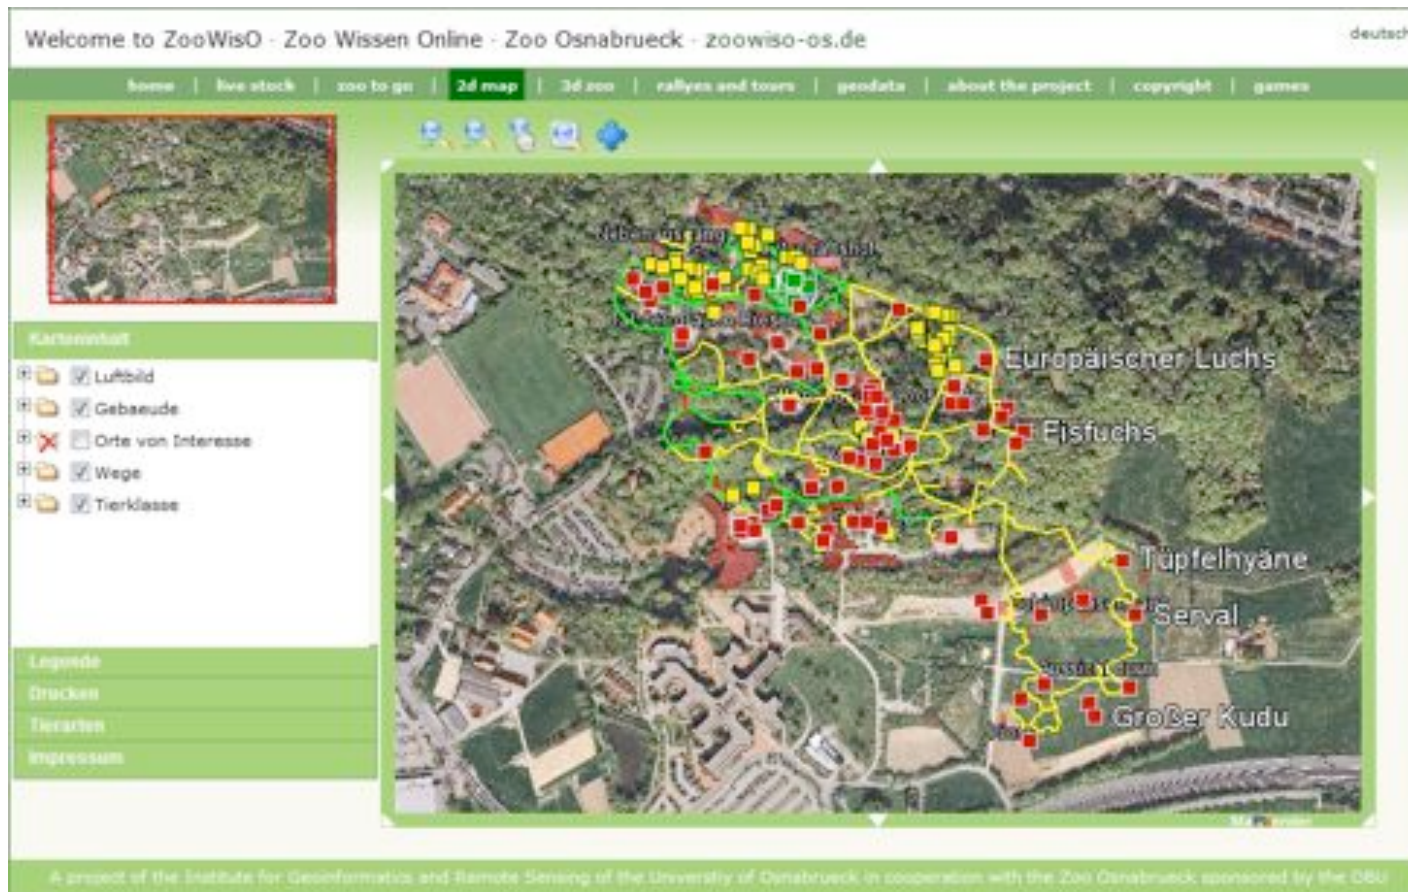 Welcome to ZooWisO - Zoo Wissen Online - Zoo Osnabrueck - zoowiso-os.de
deutsch
home | live stock | zoo to go | 2d map | 3d zoo | rallyes and tours | geodata | about the project | copyright | games
Karteninhalt
Luftbild
Gebaeude
Orte von Interesse
Wege
Tierklasse
Legende
Drucken
Tierarten
Impressum
Europäischer Luchs
Eisfuchs
Tüpfelhyäne
Serval
Großer Kudu
A project of the Institute for Geoinformatics and Remote Sensing of the University of Osnabrueck in cooperation with the Zoo Osnabrueck sponsored by the DBU